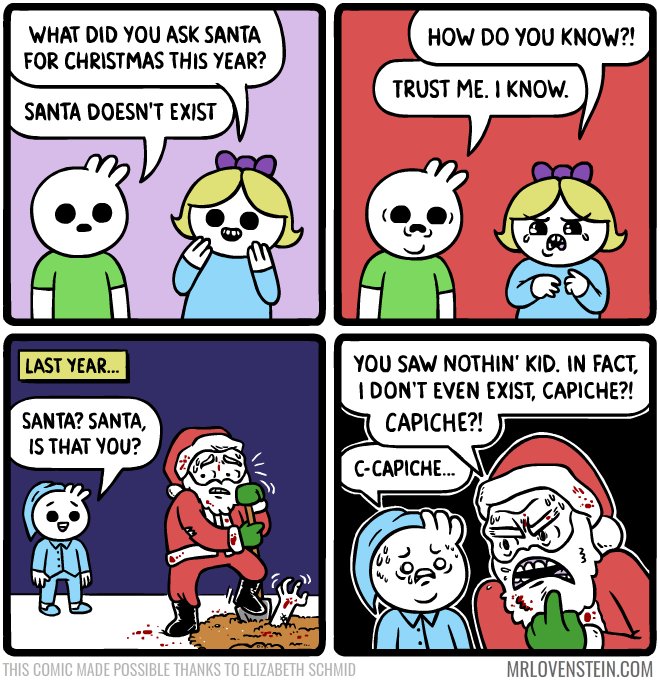 WHAT DID YOU ASK SANTA
FOR CHRISTMAS THIS YEAR?
SANTA DOESN'T EXIST
HOW DO YOU KNOW?!
TRUST ME. I KNOW.
LAST YEAR...
SANTA? SANTA,
IS THAT YOU?
YOU SAW NOTHIN' KID. IN FACT,
I DON'T EVEN EXIST, CAPICHE?!
CAPICHE?!
C-CAPICHE...
THIS COMIC MADE POSSIBLE THANKS TO ELIZABETH SCHMID
MRLOVENSTEIN.COM